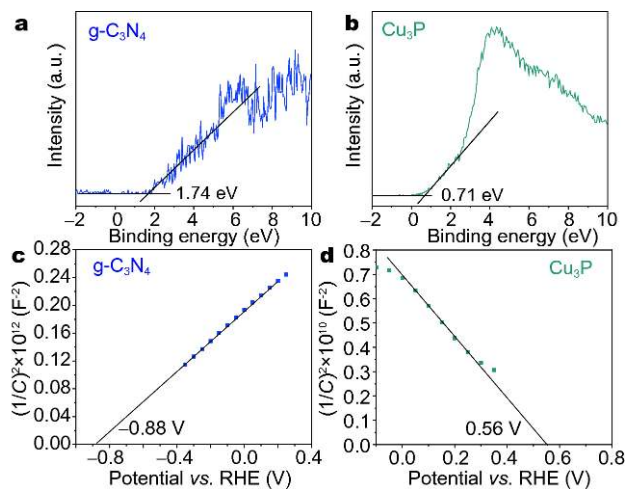 a
g-C₃N₄
Intensity (a.u.)
1.74 eV
−2 0 2 4 6 8 10
Binding energy (eV)
b
Cu₃P
Intensity (a.u.)
0.71 eV
−2 0 2 4 6 8 10
Binding energy (eV)
c
g-C₃N₄
(1/C)²×10¹² (F⁻²)
0.28
0.24
0.20
0.16
0.12
0.08
0.04
0.00
−0.88 V
−0.8 −0.4 0.0 0.4
Potential vs. RHE (V)
d
Cu₃P
(1/C)²×10¹⁰ (F⁻²)
0.8
0.7
0.6
0.5
0.4
0.3
0.2
0.1
0.0
0.56 V
0.0 0.2 0.4 0.6
Potential vs. RHE (V)